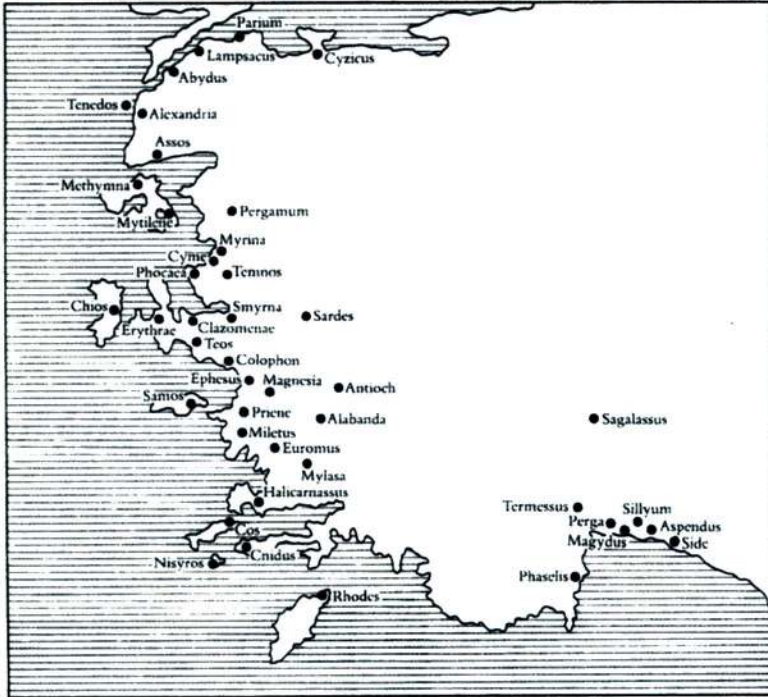 Parium
Lampsacus
Cyzicus
Abydus
Tenedos
Alexandria
Assos
Methymna
Mytilene
Pergamum
Myrina
Cyme
Phocaea
Temnos
Chios
Smyrna
Sardes
Erythrae
Clazomenae
Teos
Colophon
Ephesus
Magnesia
Antioch
Samos
Priene
Alabanda
Sagalassus
Miletus
Euromus
Mylasa
Halicarnassus
Termessus
Sillyum
Perga
Cos
Aspendus
Magydus
Side
Cnidus
Nisyros
Phaselis
Rhodes